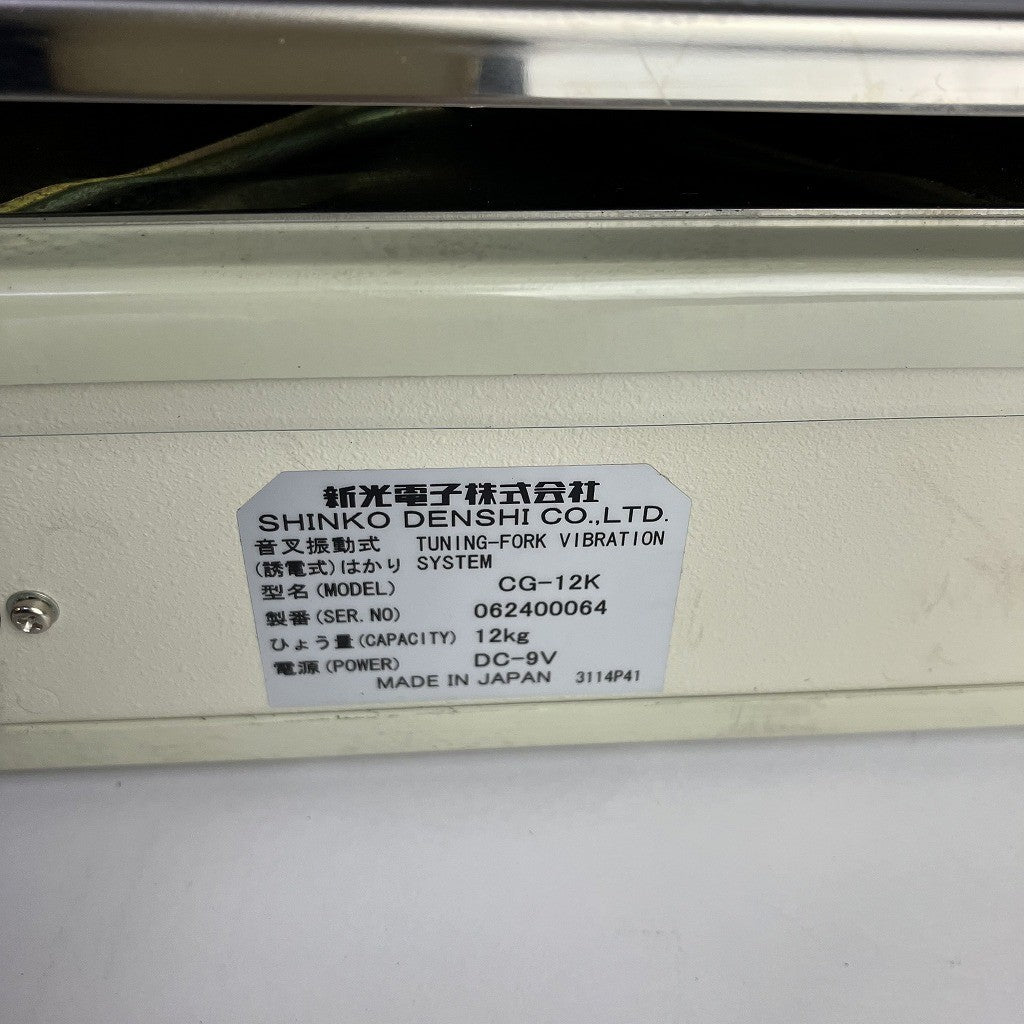 新光電子株式会社
SHINKO DENSHI CO.,LTD.
音叉振動式 TUNING-FORK VIBRATION
(誘電式)はかり SYSTEM
型名(MODEL) CG-12K
製番(SER.NO) 062400064
ひょう量(CAPACITY) 12kg
電源(POWER) DC-9V
MADE IN JAPAN 3114P41